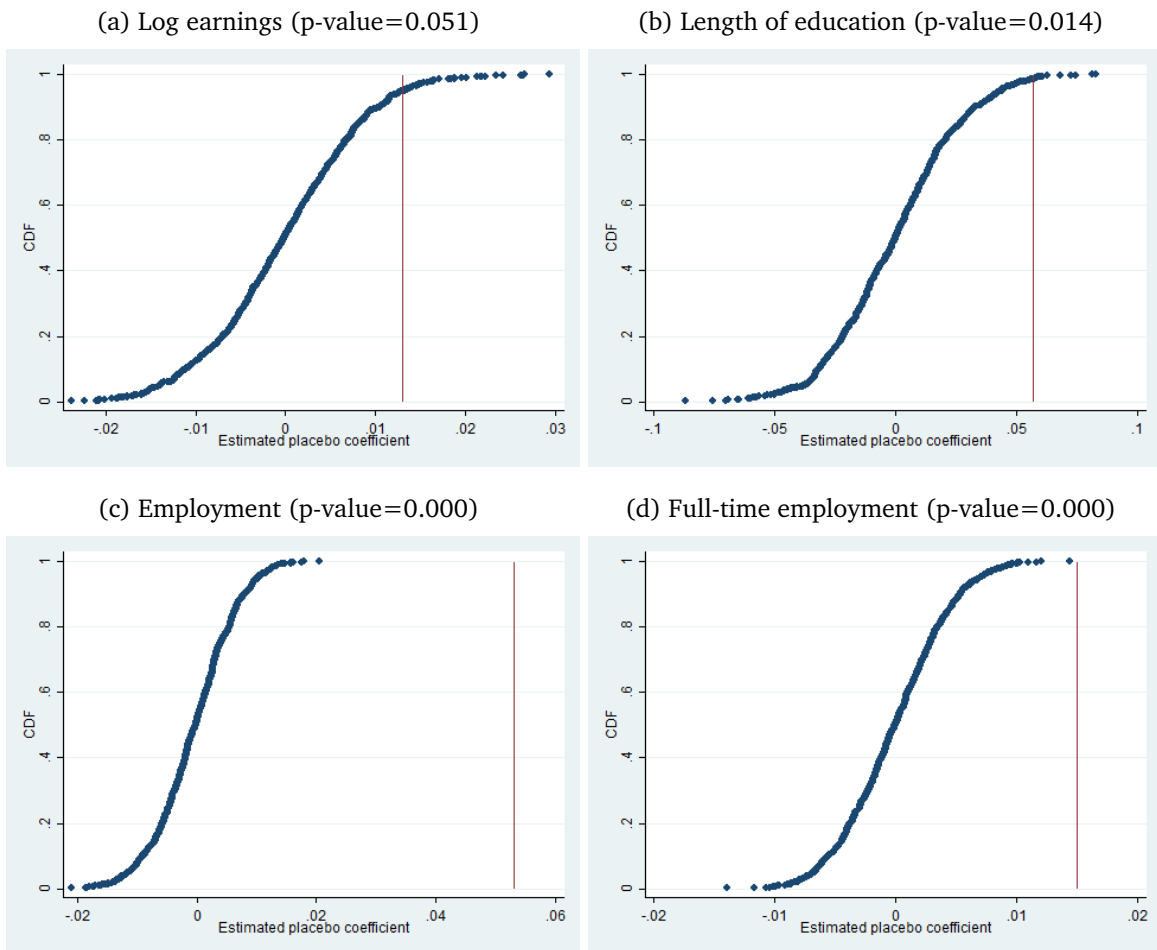 (a) Log earnings (p-value=0.051)
1
.8
.6
.4
.2
0
CDF
-.02 -.01 0 .01 .02 .03
Estimated placebo coefficient
(b) Length of education (p-value=0.014)
1
.8
.6
.4
.2
0
CDF
-.1 -.05 0 .05 .1
Estimated placebo coefficient
(c) Employment (p-value=0.000)
1
.8
.6
.4
.2
0
CDF
-.02 0 .02 .04 .06
Estimated placebo coefficient
(d) Full-time employment (p-value=0.000)
1
.8
.6
.4
.2
0
CDF
-.02 -.01 0 .01 .02
Estimated placebo coefficient